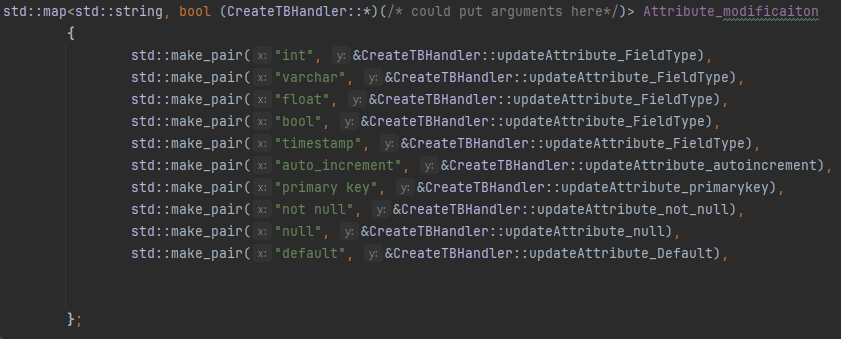 std::map<std::string, bool (CreateTBHandler::*)(/* could put arguments here*/)> Attribute_modificaiton
{
std::make_pair( x: "int", y: &CreateTBHandler::updateAttribute_FieldType),
std::make_pair( x: "varchar", y: &CreateTBHandler::updateAttribute_FieldType),
std::make_pair( x: "float", y: &CreateTBHandler::updateAttribute_FieldType),
std::make_pair( x: "bool", y: &CreateTBHandler::updateAttribute_FieldType),
std::make_pair( x: "timestamp", y: &CreateTBHandler::updateAttribute_FieldType),
std::make_pair( x: "auto_increment", y: &CreateTBHandler::updateAttribute_autoincrement),
std::make_pair( x: "primary key", y: &CreateTBHandler::updateAttribute_primarykey),
std::make_pair( x: "not null", y: &CreateTBHandler::updateAttribute_not_null),
std::make_pair( x: "null", y: &CreateTBHandler::updateAttribute_null),
std::make_pair( x: "default", y: &CreateTBHandler::updateAttribute_Default),
};